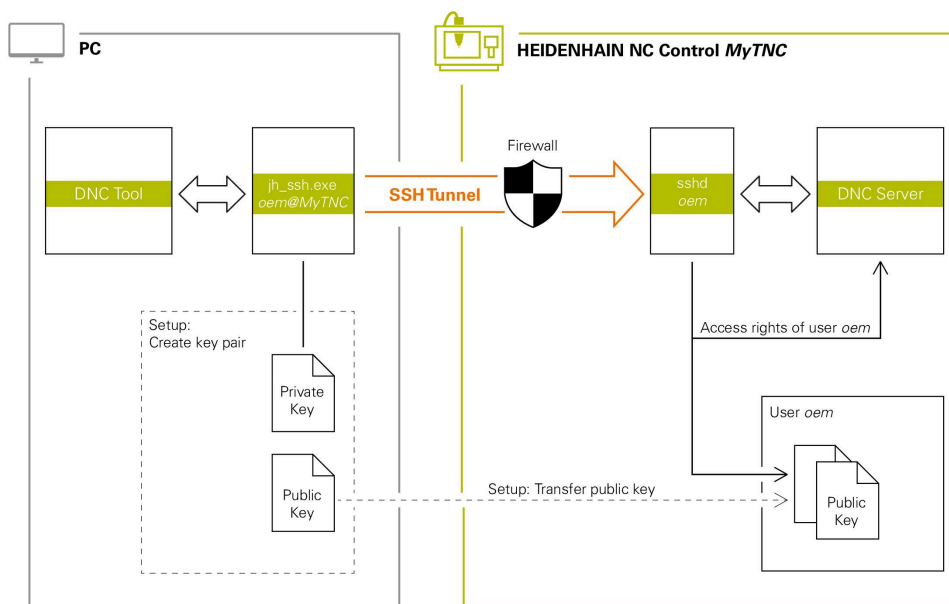 PC
HEIDENHAIN NC Control MyTNC
Firewall
DNC Tool
jh_ssh.exe
oem@MyTNC
SSH Tunnel
sshd
oem
DNC Server
Setup:
Create key pair
Access rights of user oem
Private
Key
User oem
Public
Key
Setup: Transfer public key
Public
Key